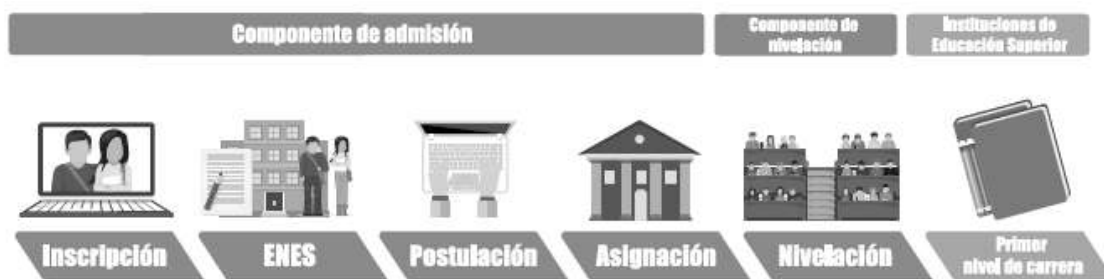 Componente de admisión
Componente de
nivelación
Instituciones de
Educación Superior
Inscripción
ENES
Postulación
Asignación
Nivelación
Primer
nivel de carrera